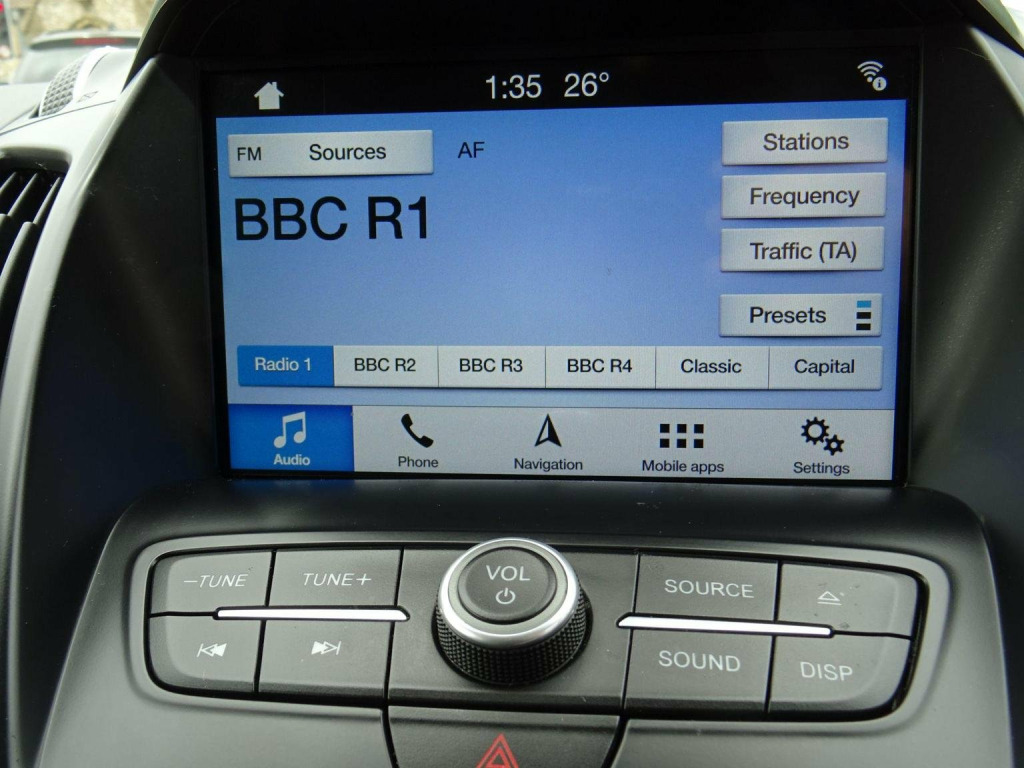 1:35 26°
FM Sources AF
Stations
BBC R1
Frequency
Traffic (TA)
Presets
Radio 1 BBC R2 BBC R3 BBC R4 Classic Capital
Audio Phone Navigation Mobile apps Settings
–TUNE TUNE+ VOL SOURCE
SOUND DISP